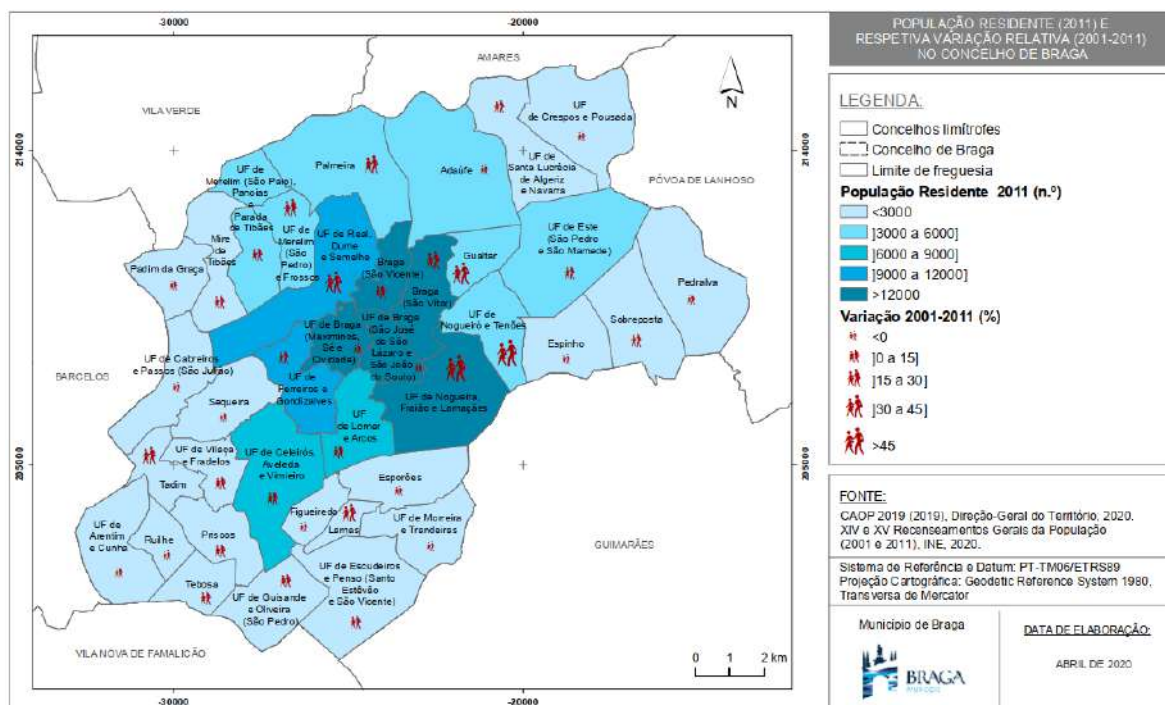 -30000
-20000
POPULAÇÃO RESIDENTE (2011) E
RESPETIVA VARIAÇÃO RELATIVA (2001-2011)
NO CONCELHO DE BRAGA
AMARES
VILA VERDE
PÓVOA DE LANHOSO
BARCELOS
GUIMARÃES
VILA NOVA DE FAMALICÃO
214000
214000
205000
205000
N
UF
de Crespos e Pousada
UF de
Santa Lucrécia
de Algeriz
e Navarra
Palmeira
Adaúfe
UF de
Merelim (São Paio),
Panoias
e
Parada de
Tibães
UF de
Merelim
(São
Pedro) e
Frossos
Mire
de
Tibães
Padim da Graça
UF de Real,
Dume
e Semelhe
Braga
(São Vicente)
Braga
(São Vítor)
Gualtar
UF de Este
(São Pedro
e São Mamede)
Pedralva
Sobreposta
Espinho
UF de
Nogueiró e Tenões
UF de Braga
(Maximinos,
Sé e
Cividade)
UF de Braga
(São José
de São
Lázaro e
São João
do Souto)
UF de Nogueira,
Fraião e Lamaçães
UF de Cabreiros
e Passos (São Julião)
UF de
Ferreiros e
Gondizalves
Sequeira
UF
de Lomar
e Arcos
UF de Vilaça
e Fradelos
Tadim
UF de Celeirós,
Aveleda
e Vimieiro
Esporões
Figueiredo
Lamas
UF de Morreira
e Trandeiras
UF de
Arentim
e Cunha
Ruilhe
Priscos
Tebosa
UF de Guisande
e Oliveira
(São Pedro)
UF de Escudeiros
e Penso (Santo
Estêvão
e São Vicente)
0 1 2 km
-30000
-20000
LEGENDA:
Concelhos limítrofes
Concelho de Braga
Limite de freguesia
População Residente 2011 (n.º)
<3000
]3000 a 6000]
]6000 a 9000]
]9000 a 12000]
>12000
Variação 2001-2011 (%)
<0
]0 a 15]
]15 a 30]
]30 a 45]
>45
FONTE:
CAOP 2019 (2019), Direção-Geral do Território, 2020.
XIV e XV Recenseamentos Gerais da População
(2001 e 2011), INE, 2020.
Sistema de Referência e Datum: PT-TM06/ETRS89
Projeção Cartográfica: Geodetic Reference System 1980,
Transversa de Mercator
Município de Braga
BRAGA
Município
DATA DE ELABORAÇÃO:
ABRIL DE 2020